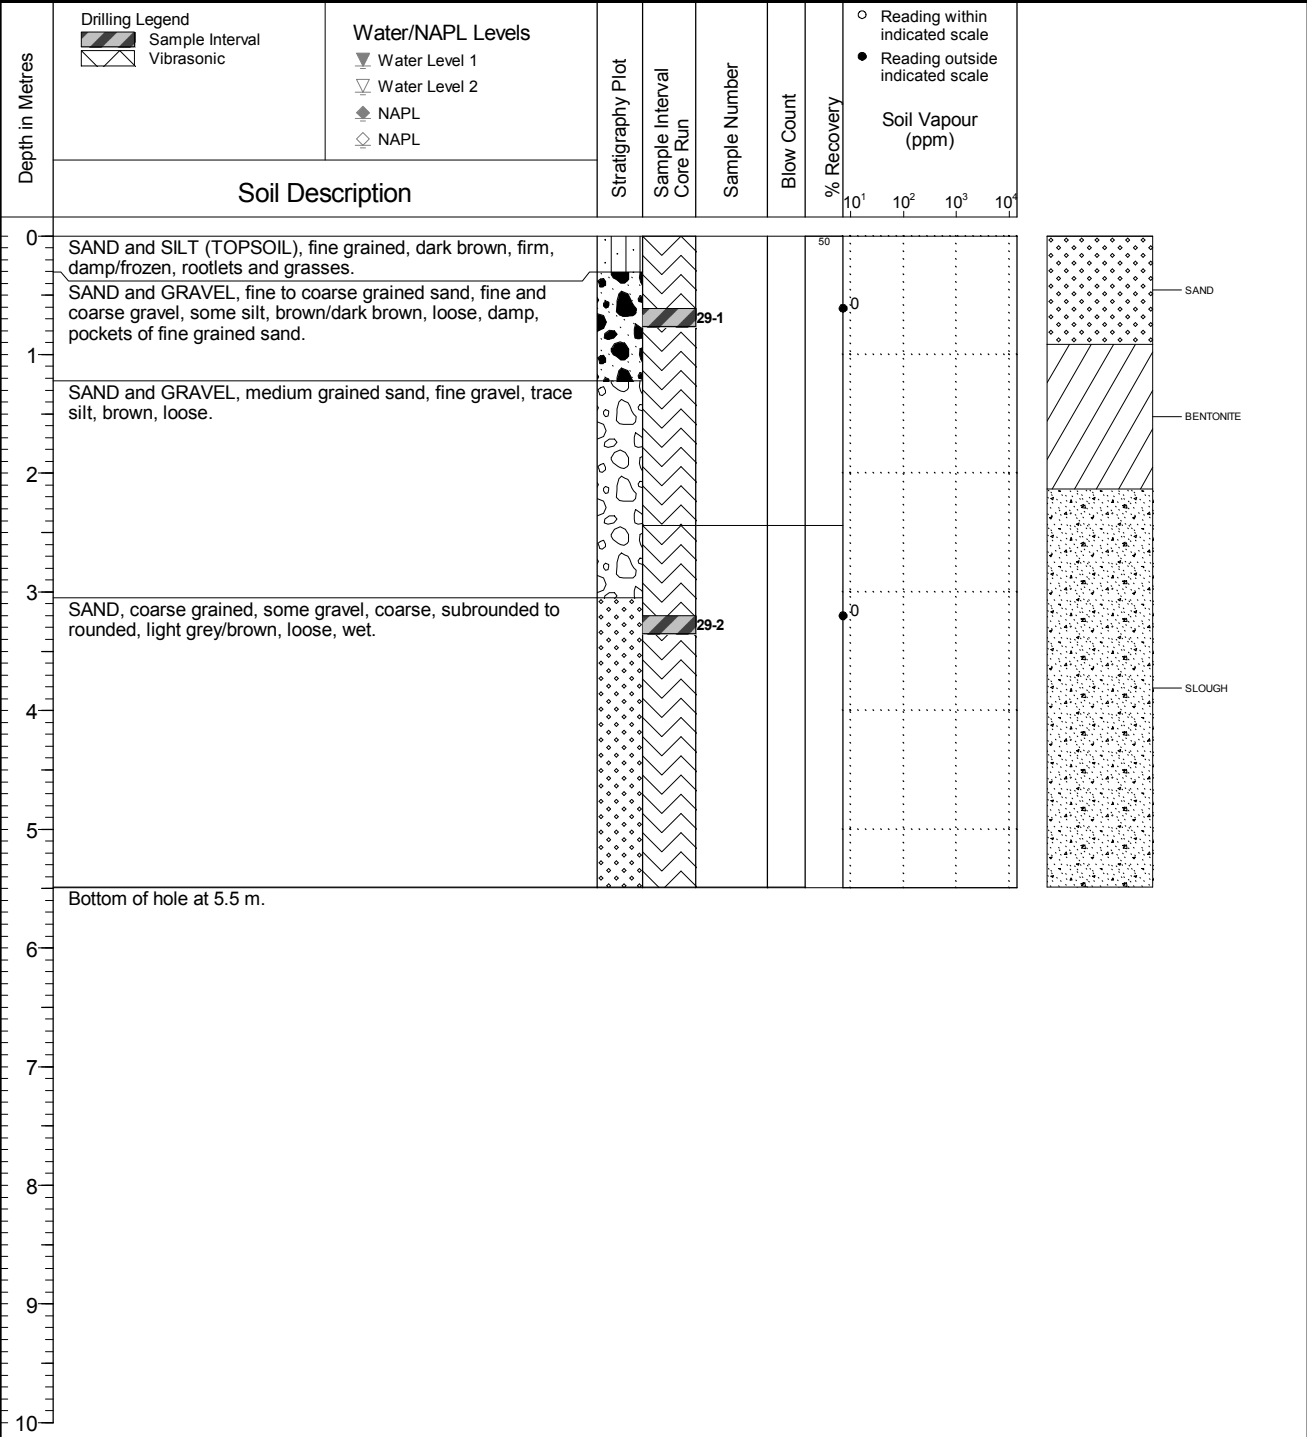 Depth in Metres
Drilling Legend
Sample Interval
Vibrasonic
Water/NAPL Levels
Water Level 1
Water Level 2
NAPL
NAPL
Soil Description
Stratigraphy Plot
Sample Interval
Core Run
Sample Number
Blow Count
% Recovery
Reading within
indicated scale
Reading outside
indicated scale
Soil Vapour
(ppm)
10¹ 10² 10³ 10⁴
0
SAND and SILT (TOPSOIL), fine grained, dark brown, firm,
damp/frozen, rootlets and grasses.
50
SAND and GRAVEL, fine to coarse grained sand, fine and
coarse gravel, some silt, brown/dark brown, loose, damp,
pockets of fine grained sand.
29-1
0
SAND
1
SAND and GRAVEL, medium grained sand, fine gravel, trace
silt, brown, loose.
BENTONITE
2
3
SAND, coarse grained, some gravel, coarse, subrounded to
rounded, light grey/brown, loose, wet.
29-2
0
SLOUGH
4
5
Bottom of hole at 5.5 m.
6
7
8
9
10